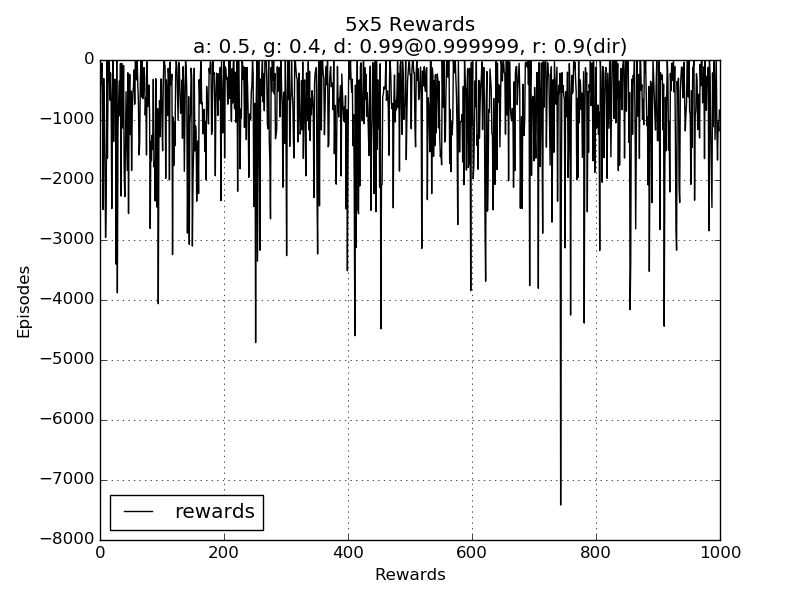 5x5 Rewards
a: 0.5, g: 0.4, d: 0.99@0.999999, r: 0.9(dir)
0
−1000
−2000
−3000
−4000
−5000
−6000
−7000
−8000
Episodes
rewards
0 200 400 600 800 1000
Rewards